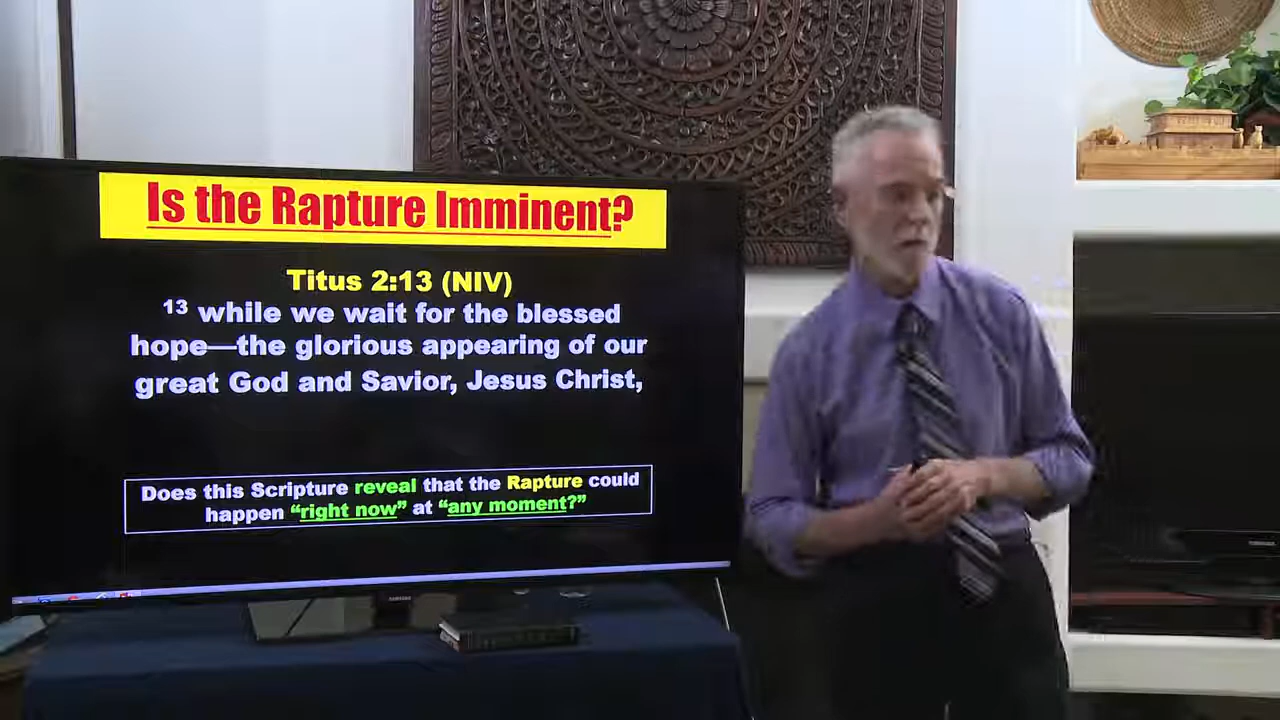 Is the Rapture Imminent?
Titus 2:13 (NIV)
13 while we wait for the blessed
hope—the glorious appearing of our
great God and Savior, Jesus Christ,
Does this Scripture reveal that the Rapture could
happen “right now” at “any moment?”
SAMSUNG
TOSHIBA